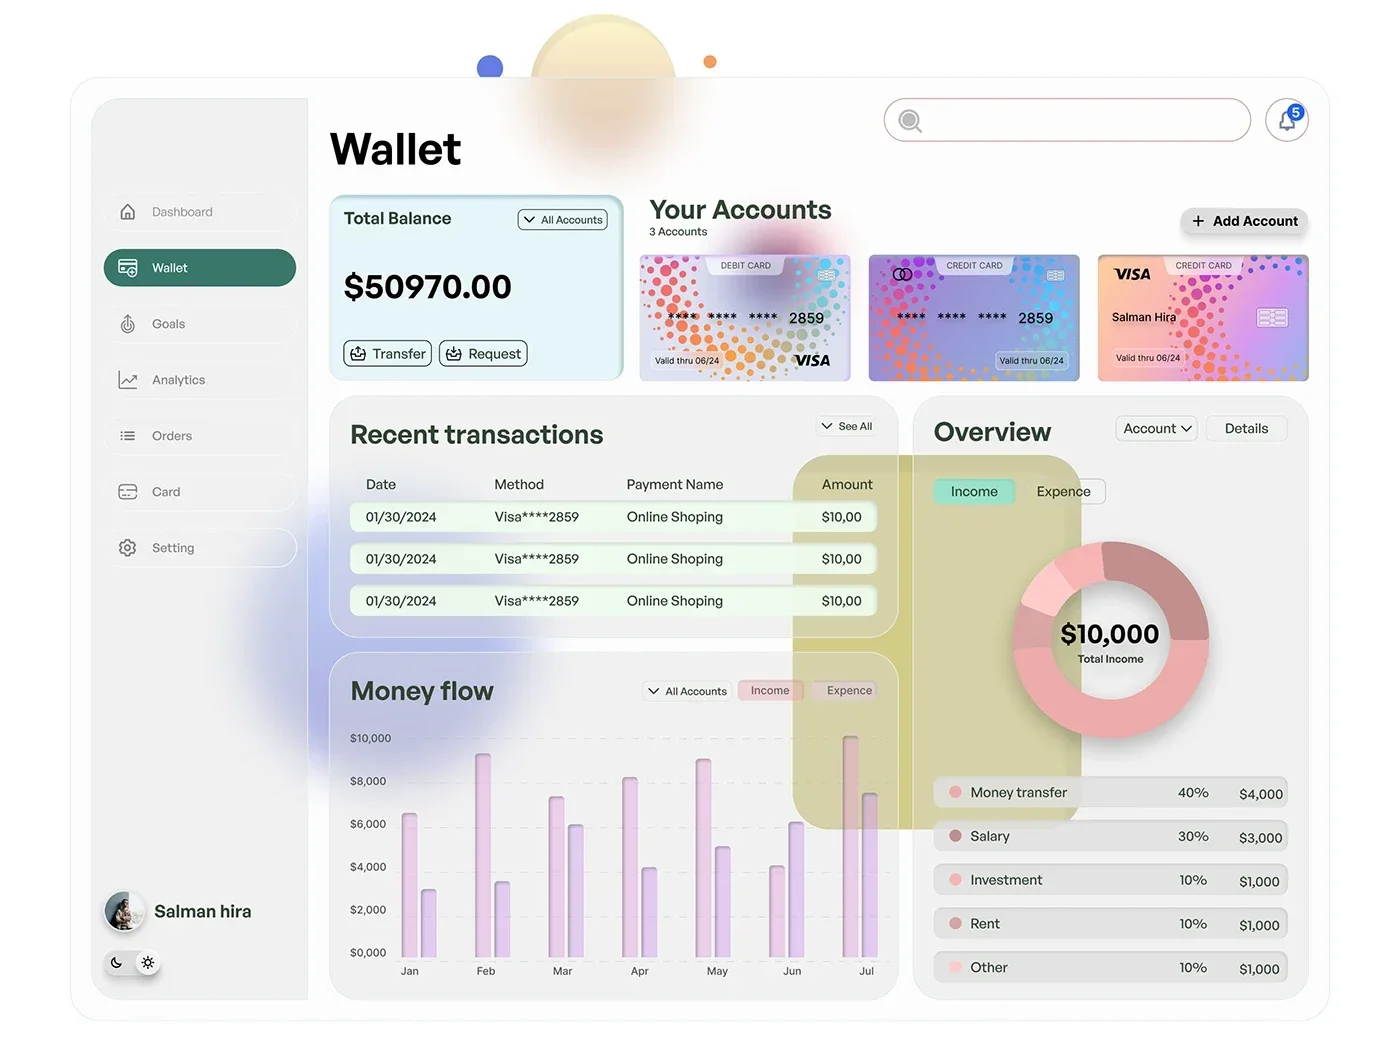 5
Wallet
Dashboard
Wallet
Goals
Analytics
Orders
Card
Setting
Salman hira
Total Balance
All Accounts
$50970.00
Transfer
Request
Your Accounts
3 Accounts
+ Add Account
DEBIT CARD
**** **** **** 2859
Valid thru 06/24
VISA
CREDIT CARD
**** **** **** 2859
Valid thru 06/24
VISA
CREDIT CARD
Salman Hira
Valid thru 06/24
Recent transactions
See All
Date Method Payment Name Amount
01/30/2024 Visa****2859 Online Shoping $10,00
01/30/2024 Visa****2859 Online Shoping $10,00
01/30/2024 Visa****2859 Online Shoping $10,00
Money flow
All Accounts
Income
Expence
$10,000
$8,000
$6,000
$4,000
$2,000
$0,000
Jan Feb Mar Apr May Jun Jul
Overview
Account
Details
Income
Expence
$10,000
Total Income
Money transfer 40% $4,000
Salary 30% $3,000
Investment 10% $1,000
Rent 10% $1,000
Other 10% $1,000